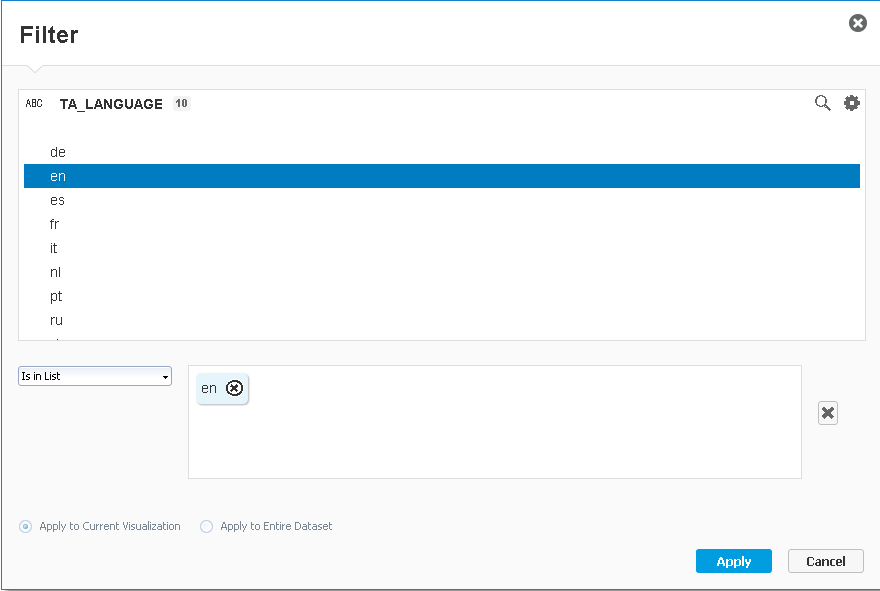 Filter
ABC TA_LANGUAGE 10
de
en
es
fr
it
nl
pt
ru
Is in List
en
Apply to Current Visualization Apply to Entire Dataset
Apply Cancel